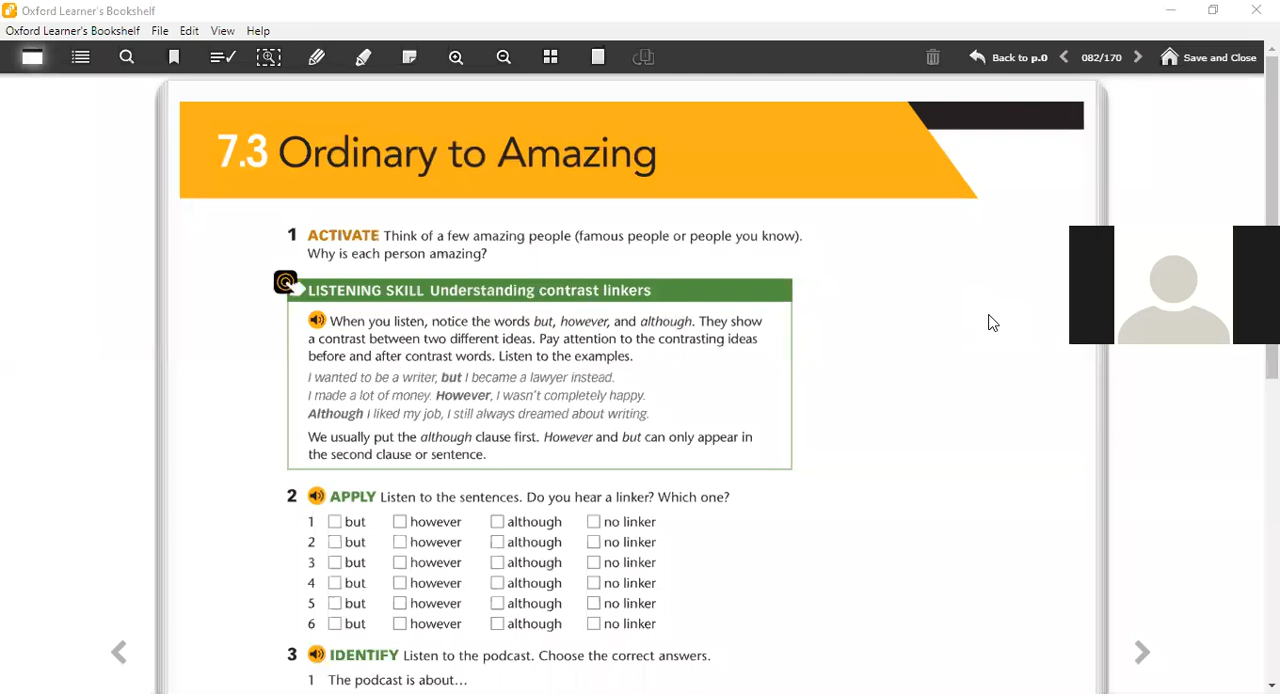 Oxford Learner's Bookshelf
Oxford Learner's Bookshelf File Edit View Help
Back to p.0 082/170 Save and Close
7.3 Ordinary to Amazing
1 ACTIVATE Think of a few amazing people (famous people or people you know).
Why is each person amazing?
LISTENING SKILL Understanding contrast linkers
When you listen, notice the words but, however, and although. They show
a contrast between two different ideas. Pay attention to the contrasting ideas
before and after contrast words. Listen to the examples.
I wanted to be a writer, but I became a lawyer instead.
I made a lot of money. However, I wasn't completely happy.
Although I liked my job, I still always dreamed about writing.
We usually put the although clause first. However and but can only appear in
the second clause or sentence.
2 APPLY Listen to the sentences. Do you hear a linker? Which one?
1 but however although no linker
2 but however although no linker
3 but however although no linker
4 but however although no linker
5 but however although no linker
6 but however although no linker
3 IDENTIFY Listen to the podcast. Choose the correct answers.
1 The podcast is about…